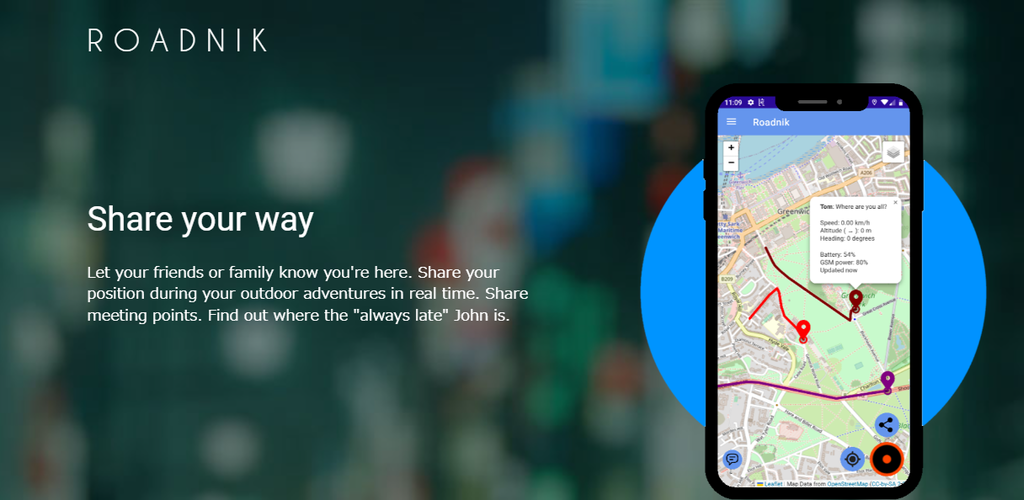 ROADNIK
Share your way
Let your friends or family know you're here. Share your
position during your outdoor adventures in real time. Share
meeting points. Find out where the "always late" John is.
11:09
Roadnik
+
−
A206
Greenwic
Tom: Where are you all?
×
Speed: 0.00 km/h
Altitude ( ↔ ): 0 m
Heading: 0 degrees
Battery: 54%
GSM power: 80%
Updated now
B208
Leaflet | Map Data from OpenStreetMap (CC-by-SA